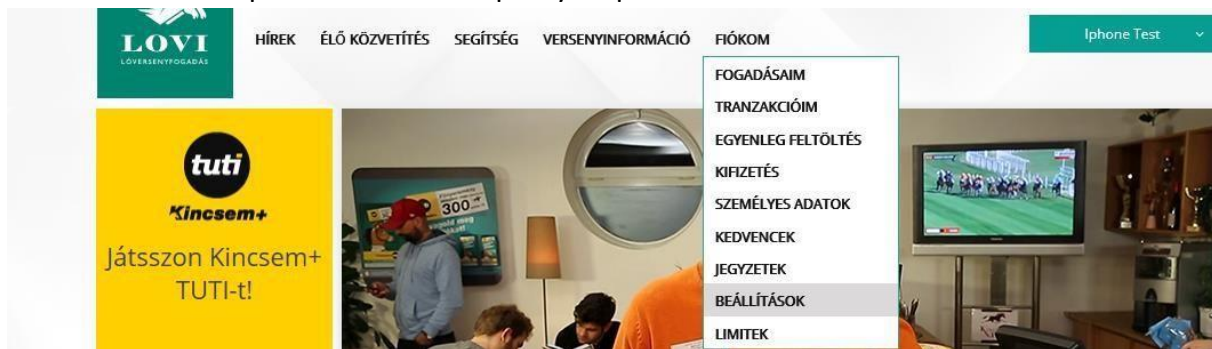 LOVI
LÓVERSENYFOGADÁS
HÍREK ÉLŐ KÖZVETÍTÉS SEGÍTSÉG VERSENYINFORMÁCIÓ FIÓKOM
Iphone Test
FOGADÁSAIM
TRANZAKCIÓIM
EGYENLEG FELTÖLTÉS
KIFIZETÉS
SZEMÉLYES ADATOK
KEDVENCEK
JEGYZETEK
BEÁLLÍTÁSOK
LIMITEK
tuti
Kincsem+
Játsszon Kincsem+
TUTI-t!
300